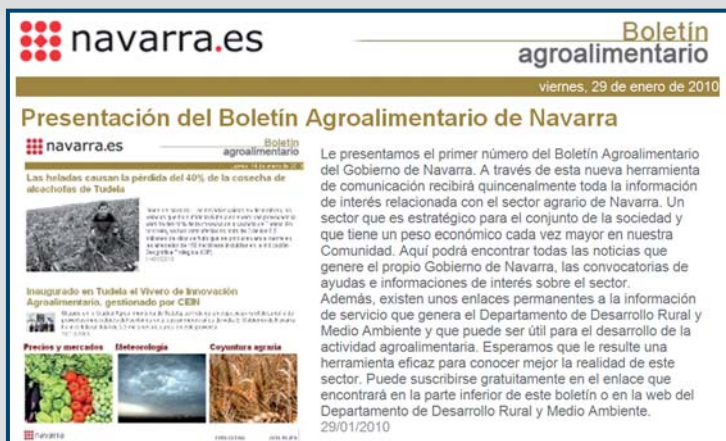 navarra.es
Boletín
agroalimentario
viernes, 29 de enero de 2010
Presentación del Boletín Agroalimentario de Navarra
navarra.es
Boletín
agroalimentario
Las heladas causan la pérdida del 40% de la cosecha de
alcachofas de Tudela
Inaugurado en Tudela el Vivero de Innovación
Agroalimentario, gestionado por CEIN
Precios y mercados Meteorología Coyuntura agraria
navarra
Le presentamos el primer número del Boletín Agroalimentario
del Gobierno de Navarra. A través de esta nueva herramienta
de comunicación recibirá quincenalmente toda la información
de interés relacionada con el sector agrario de Navarra. Un
sector que es estratégico para el conjunto de la sociedad y
que tiene un peso económico cada vez mayor en nuestra
Comunidad. Aquí podrá encontrar todas las noticias que
genere el propio Gobierno de Navarra, las convocatorias de
ayudas e informaciones de interés sobre el sector.
Además, existen unos enlaces permanentes a la información
de servicio que genera el Departamento de Desarrollo Rural y
Medio Ambiente y que puede ser útil para el desarrollo de la
actividad agroalimentaria. Esperamos que le resulte una
herramienta eficaz para conocer mejor la realidad de este
sector. Puede suscribirse gratuitamente en el enlace que
encontrará en la parte inferior de este boletín o en la web del
Departamento de Desarrollo Rural y Medio Ambiente.
29/01/2010